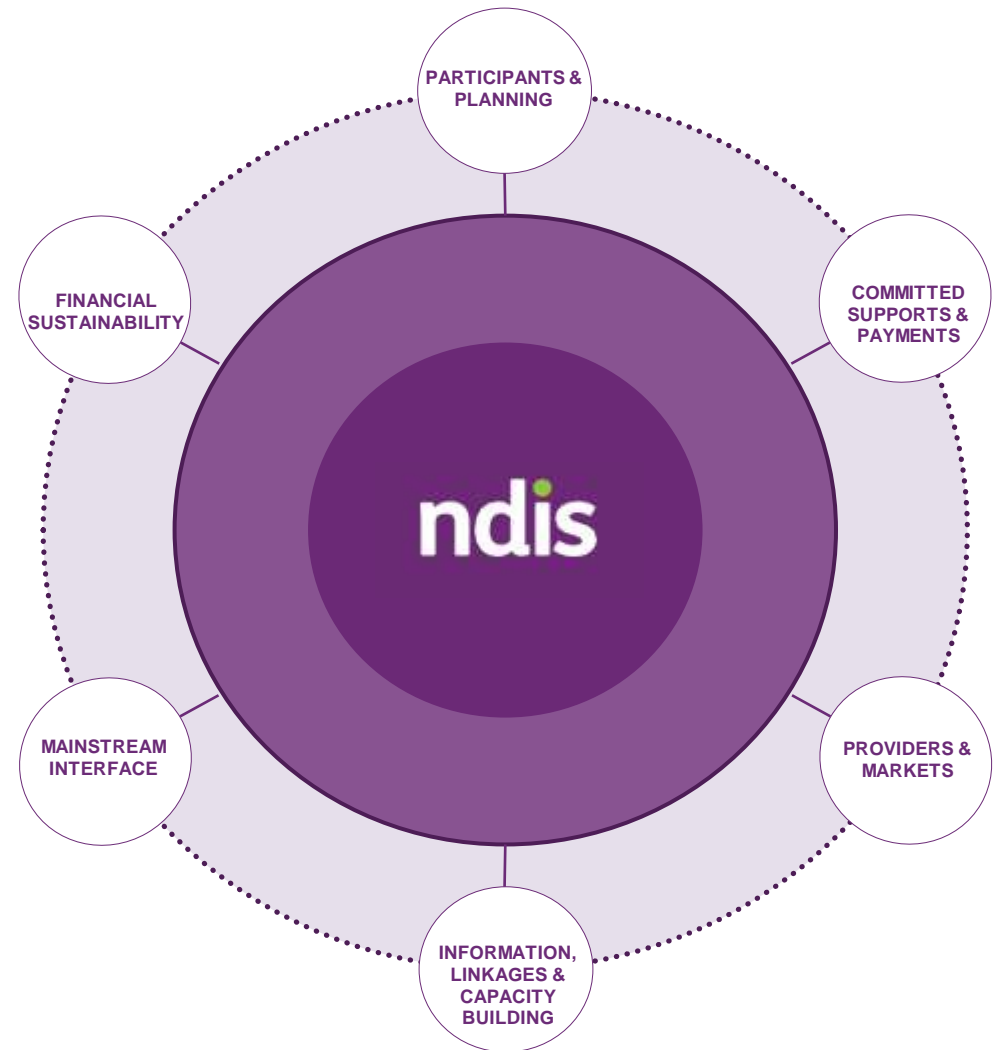 PARTICIPANTS &
PLANNING
FINANCIAL
SUSTAINABILITY
COMMITTED
SUPPORTS &
PAYMENTS
ndis
MAINSTREAM
INTERFACE
PROVIDERS &
MARKETS
INFORMATION,
LINKAGES &
CAPACITY
BUILDING